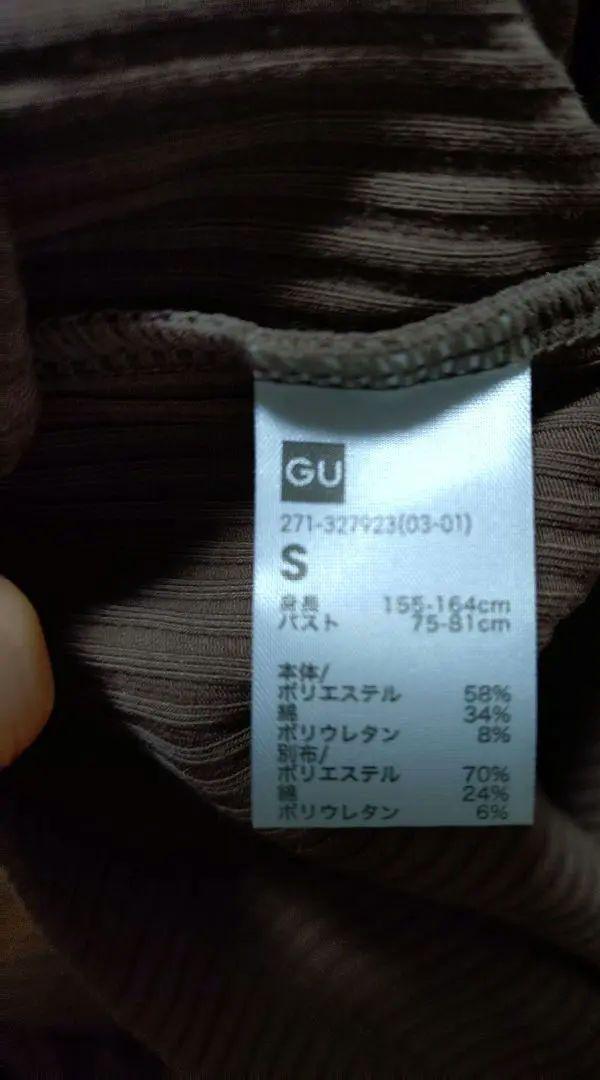 GU
271-327923(03-01)
S
身長 155-164cm
バスト 75-81cm
本体/
ポリエステル 58%
綿 34%
ポリウレタン 8%
別布/
ポリエステル 70%
綿 24%
ポリウレタン 6%